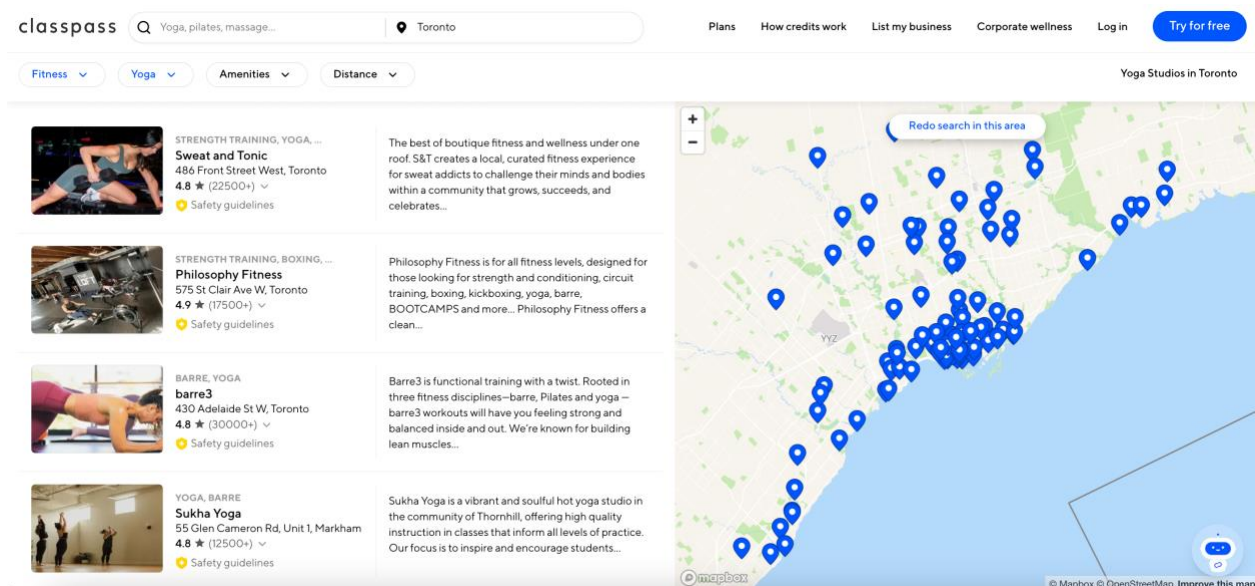 classpass
Yoga, pilates, massage...
Toronto
Plans
How credits work
List my business
Corporate wellness
Log in
Try for free
Fitness
Yoga
Amenities
Distance
Yoga Studios in Toronto
STRENGTH TRAINING, YOGA, ...
Sweat and Tonic
486 Front Street West, Toronto
4.8 ★ (22500+)
Safety guidelines
The best of boutique fitness and wellness under one
roof. S&T creates a local, curated fitness experience
for sweat addicts to challenge their minds and bodies
within a community that grows, succeeds, and
celebrates...
STRENGTH TRAINING, BOXING, ...
Philosophy Fitness
575 St Clair Ave W, Toronto
4.9 ★ (17500+)
Safety guidelines
Philosophy Fitness is for all fitness levels, designed for
those looking for strength and conditioning, circuit
training, boxing, kickboxing, yoga, barre,
BOOTCAMPS and more... Philosophy Fitness offers a
clean...
BARRE, YOGA
barre3
430 Adelaide St W, Toronto
4.8 ★ (30000+)
Safety guidelines
Barre3 is functional training with a twist. Rooted in
three fitness disciplines—barre, Pilates and yoga —
barre3 workouts will have you feeling strong and
balanced inside and out. We're known for building
lean muscles...
YOGA, BARRE
Sukha Yoga
55 Glen Cameron Rd, Unit 1, Markham
4.8 ★ (12500+)
Safety guidelines
Sukha Yoga is a vibrant and soulful hot yoga studio in
the community of Thornhill, offering high quality
instruction in classes that inform all levels of practice.
Our focus is to inspire and encourage students...
+
−
Redo search in this area
YYZ
mapbox
© Mapbox © OpenStreetMap Improve this map